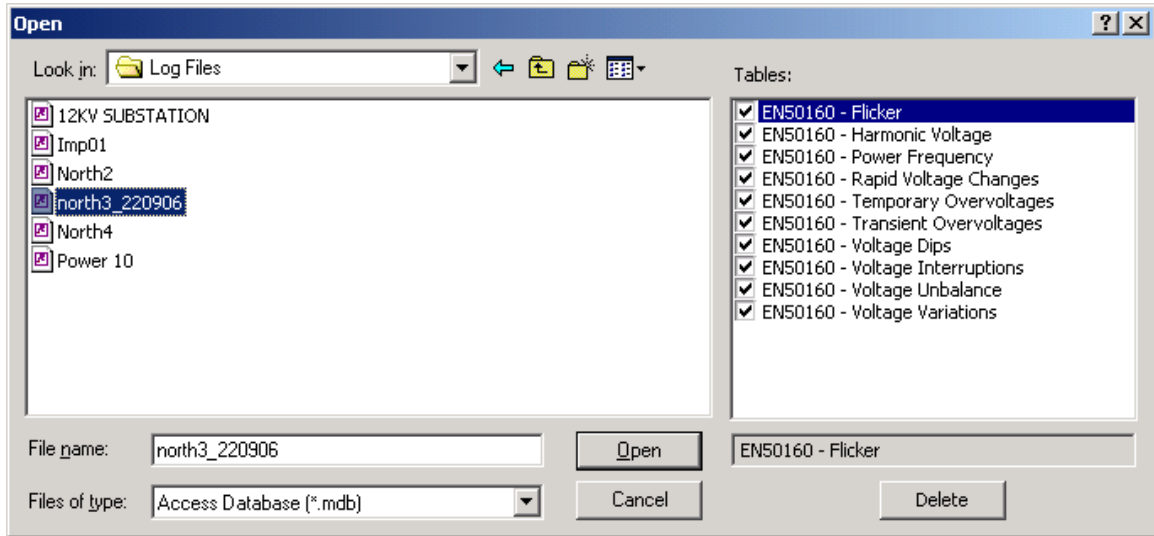 Open
Look in: Log Files
Tables:
12KV SUBSTATION
Imp01
North2
north3_220906
North4
Power 10
EN50160 - Flicker
EN50160 - Harmonic Voltage
EN50160 - Power Frequency
EN50160 - Rapid Voltage Changes
EN50160 - Temporary Overvoltages
EN50160 - Transient Overvoltages
EN50160 - Voltage Dips
EN50160 - Voltage Interruptions
EN50160 - Voltage Unbalance
EN50160 - Voltage Variations
File name: north3_220906 Open EN50160 - Flicker
Files of type: Access Database (*.mdb) Cancel Delete